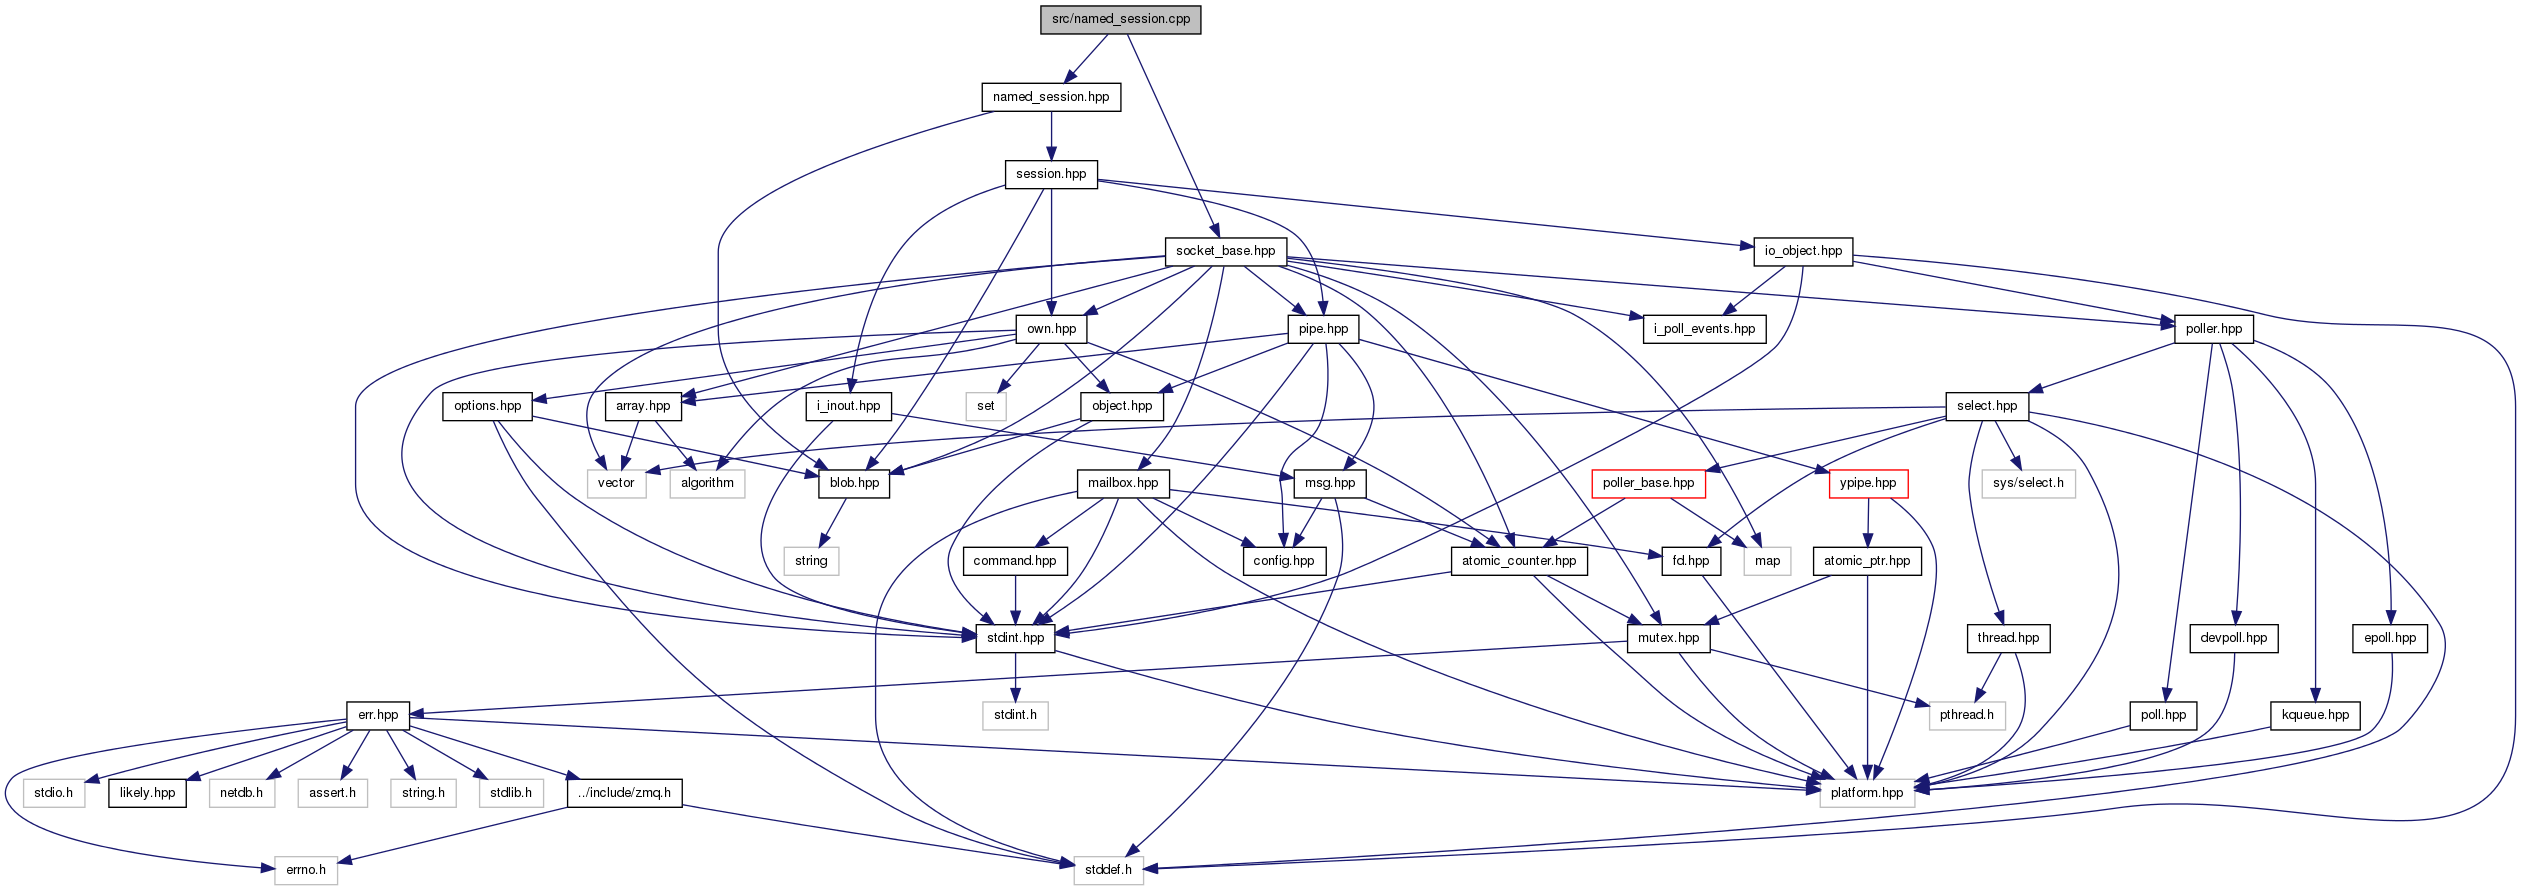 src/named_session.cpp
named_session.hpp
session.hpp
socket_base.hpp
io_object.hpp
own.hpp
pipe.hpp
i_poll_events.hpp
poller.hpp
options.hpp
array.hpp
i_inout.hpp
set
object.hpp
select.hpp
vector
algorithm
blob.hpp
mailbox.hpp
msg.hpp
poller_base.hpp
ypipe.hpp
sys/select.h
string
command.hpp
config.hpp
atomic_counter.hpp
fd.hpp
map
atomic_ptr.hpp
stdint.hpp
mutex.hpp
thread.hpp
devpoll.hpp
epoll.hpp
err.hpp
stdint.h
pthread.h
poll.hpp
kqueue.hpp
stdio.h
likely.hpp
netdb.h
assert.h
string.h
stdlib.h
../include/zmq.h
platform.hpp
errno.h
stddef.h